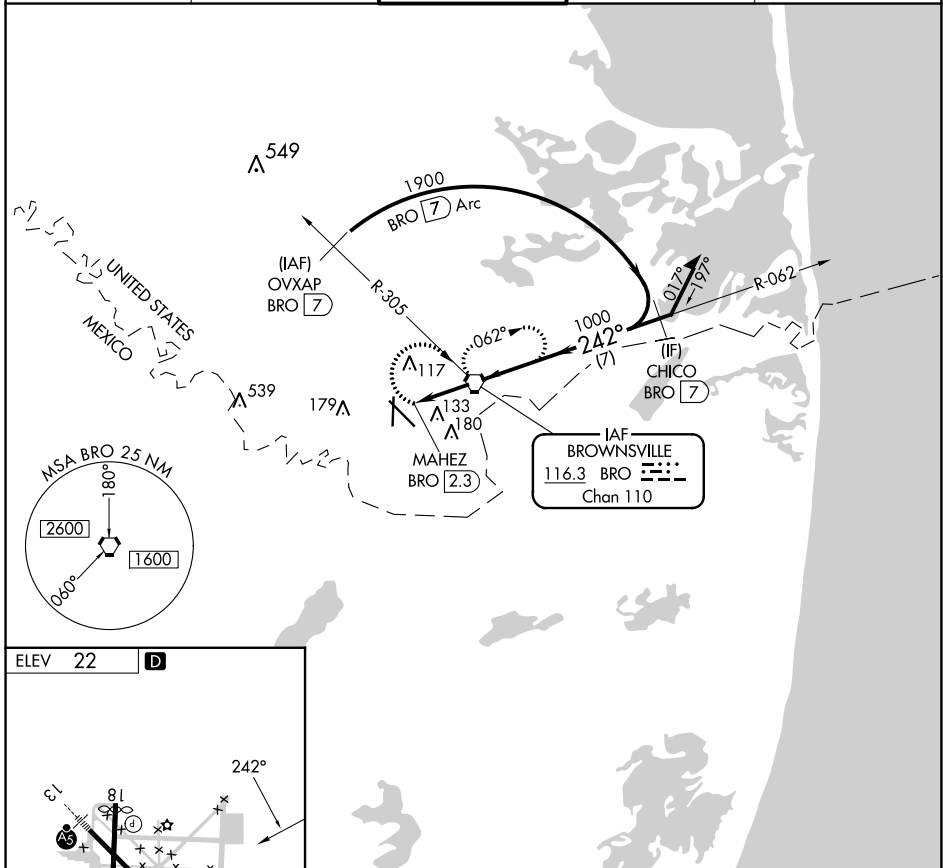 549
1900
BRO 7 Arc
(IAF)
OVXAP
BRO 7
R-305
UNITED STATES
MEXICO
062°
1000
242°
(7)
017°
197°
R-062
(IF)
CHICO
BRO 7
117
539
179
133
180
MAHEZ
BRO 2.3
IAF
BROWNSVILLE
116.3 BRO
Chan 110
MSA BRO 25 NM
180°
2600
1600
060°
ELEV 22 D
242°
13
18
P
A5